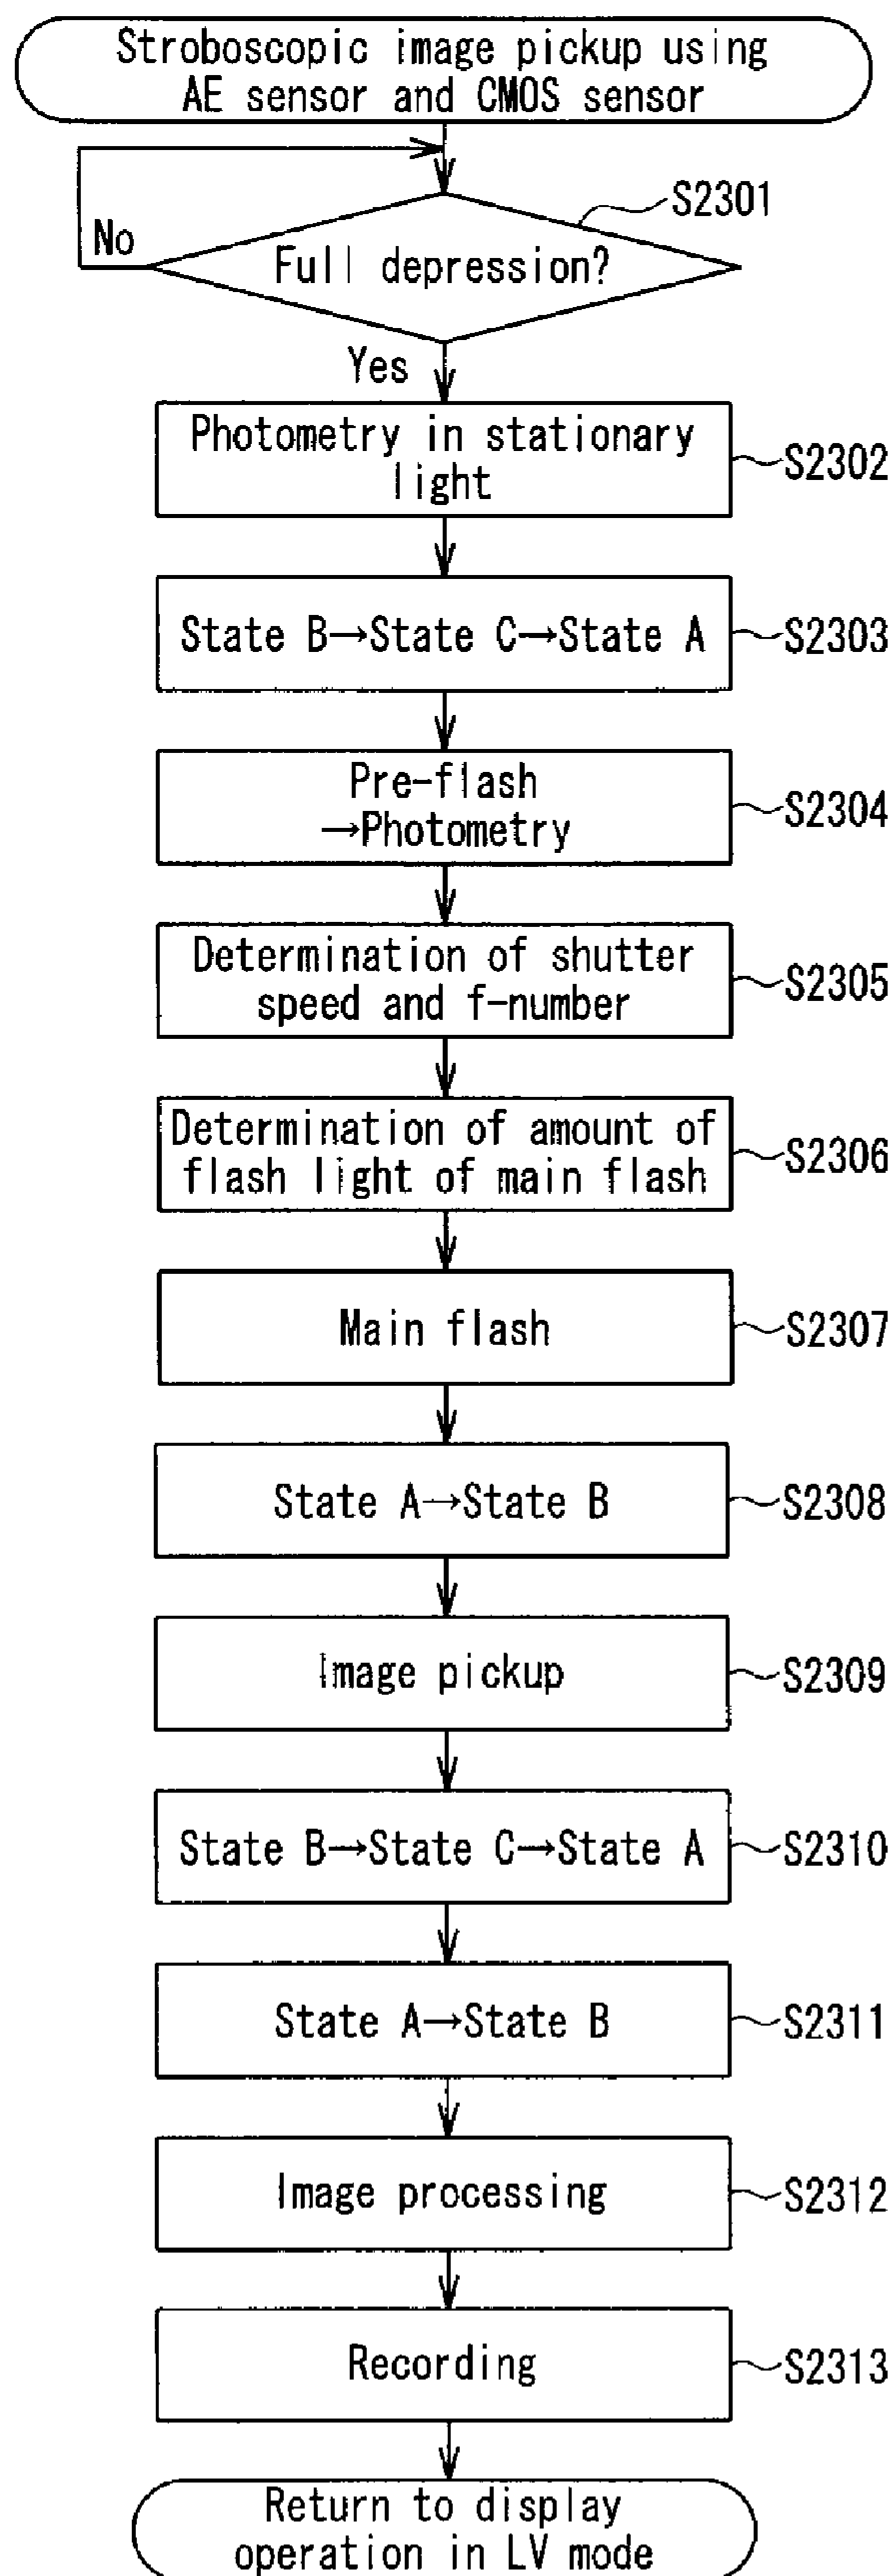 Stroboscopic image pickup using
AE sensor and CMOS sensor
S2301
No
Full depression?
Yes
Photometry in stationary
light
S2302
State B→State C→State A
S2303
Pre-flash
→Photometry
S2304
Determination of shutter
speed and f-number
S2305
Determination of amount of
flash light of main flash
S2306
Main flash
S2307
State A→State B
S2308
Image pickup
S2309
State B→State C→State A
S2310
State A→State B
S2311
Image processing
S2312
Recording
S2313
Return to display
operation in LV mode